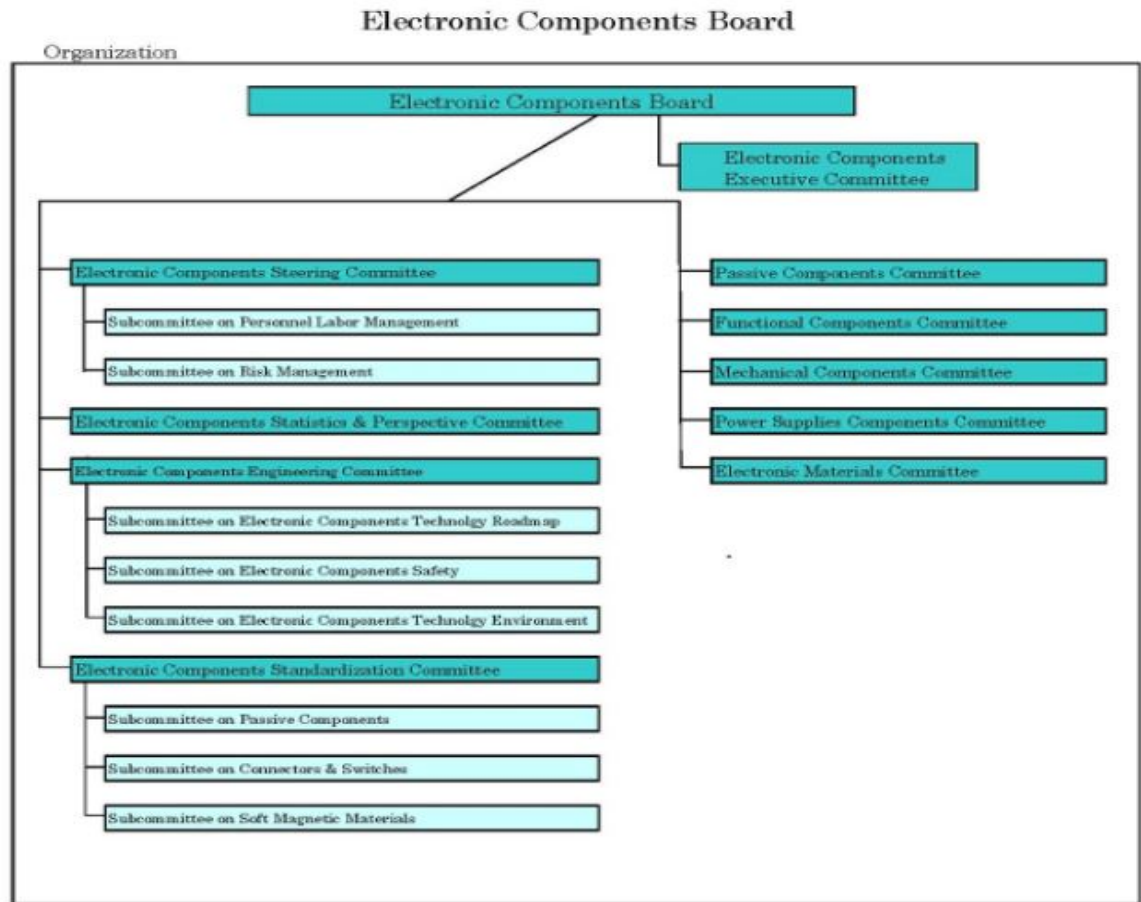 Electronic Components Board
Organization
Electronic Components Board
Electronic Components
Executive Committee
Electronic Components Steering Committee
Subcommittee on Personnel Labor Management
Subcommittee on Risk Management
Electronic Components Statistics & Perspective Committee
Electronic Components Engineering Committee
Subcommittee on Electronic Components Technolgy Roadmap
Subcommittee on Electronic Components Safety
Subcommittee on Electronic Components Technolgy Environment
Electronic Components Standardization Committee
Subcommittee on Passive Components
Subcommittee on Connectors & Switches
Subcommittee on Soft Magnetic Materials
Passive Components Committee
Functional Components Committee
Mechanical Components Committee
Power Supplies Components Committee
Electronic Materials Committee